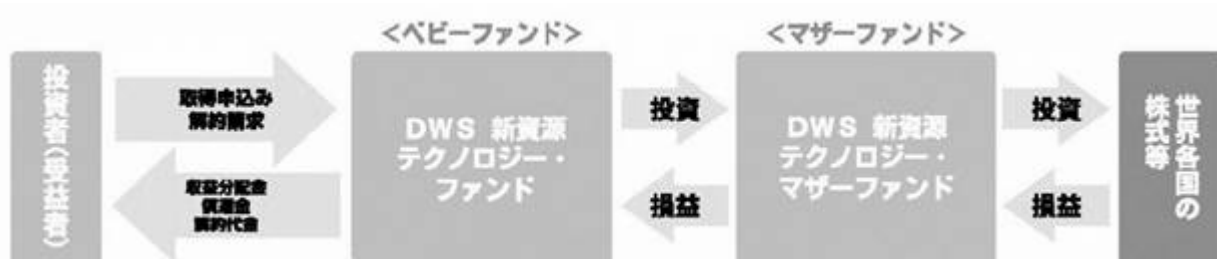 <ベビーファンド>
<マザーファンド>
投資者(受益者)
取得申込み
解約請求
収益分配金
償還金
解約代金
DWS 新資源
テクノロジー・
ファンド
投資
損益
DWS 新資源
テクノロジー・
マザーファンド
投資
損益
世界各国の
株式等